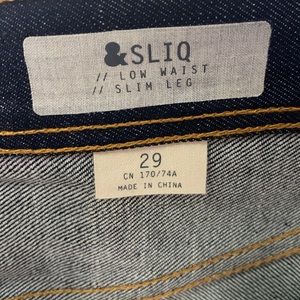 &SLIQ
// LOW WAIST
// SLIM LEG
29
CN 170/74A
MADE IN CHINA